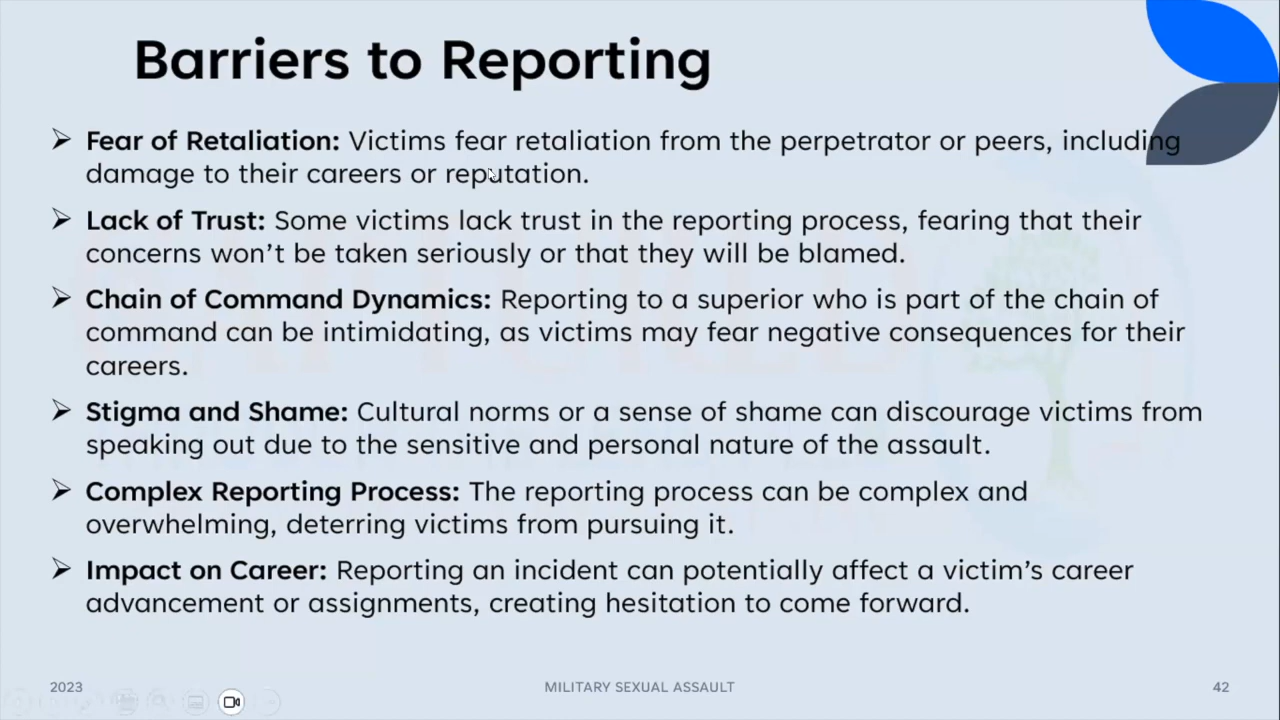 Barriers to Reporting
➢ Fear of Retaliation: Victims fear retaliation from the perpetrator or peers, including
damage to their careers or reputation.
➢ Lack of Trust: Some victims lack trust in the reporting process, fearing that their
concerns won’t be taken seriously or that they will be blamed.
➢ Chain of Command Dynamics: Reporting to a superior who is part of the chain of
command can be intimidating, as victims may fear negative consequences for their
careers.
➢ Stigma and Shame: Cultural norms or a sense of shame can discourage victims from
speaking out due to the sensitive and personal nature of the assault.
➢ Complex Reporting Process: The reporting process can be complex and
overwhelming, deterring victims from pursuing it.
➢ Impact on Career: Reporting an incident can potentially affect a victim’s career
advancement or assignments, creating hesitation to come forward.
2023 MILITARY SEXUAL ASSAULT 42